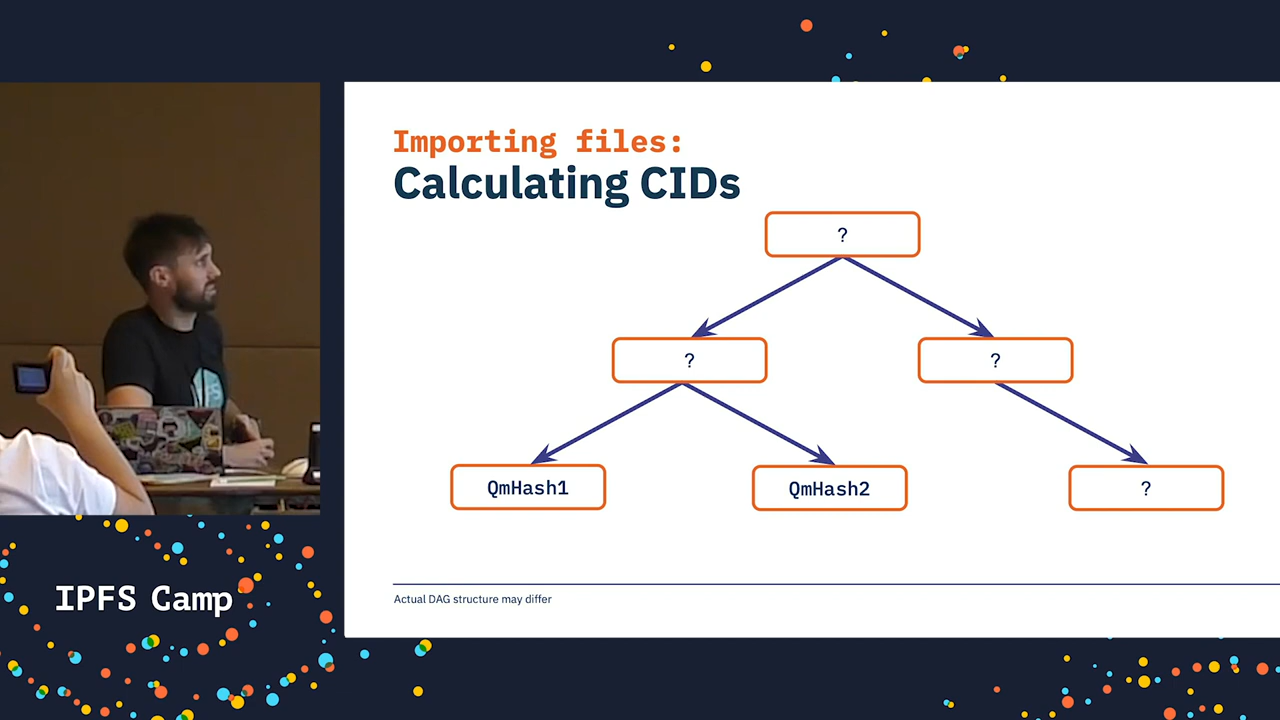 Importing files:
Calculating CIDs
?
?
?
QmHash1
QmHash2
?
Actual DAG structure may differ
IPFS Camp